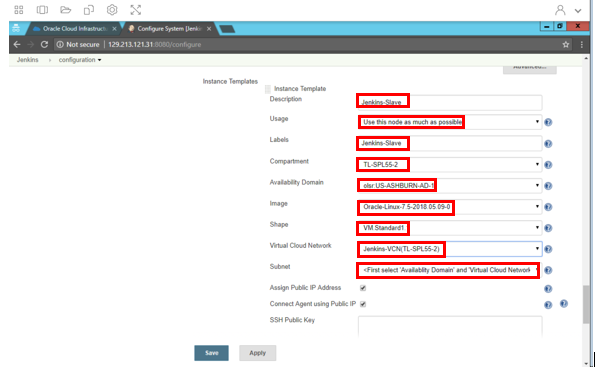 Oracle Cloud Infrastructu
Configure System [Jenki
Not secure | 129.213.121.31:8080/configure
Jenkins
configuration
Advanced...
Instance Templates
Instance Template
Description
Jenkins-Slave
Usage
Use this node as much as possible
Labels
Jenkins-Slave
Compartment
TL-SPL55-2
Availability Domain
US-ASHBURN-AD-1
Image
Oracle-Linux-7.5-2018.05.09-0
Shape
VM.Standard1.
Virtual Cloud Network
Jenkins-VCN(TL-SPL55-2)
Subnet
<First select 'Availablity Domain' and 'Virtual Cloud Network
Assign Public IP Address
Connect Agent using Public IP
SSH Public Key
Save
Apply